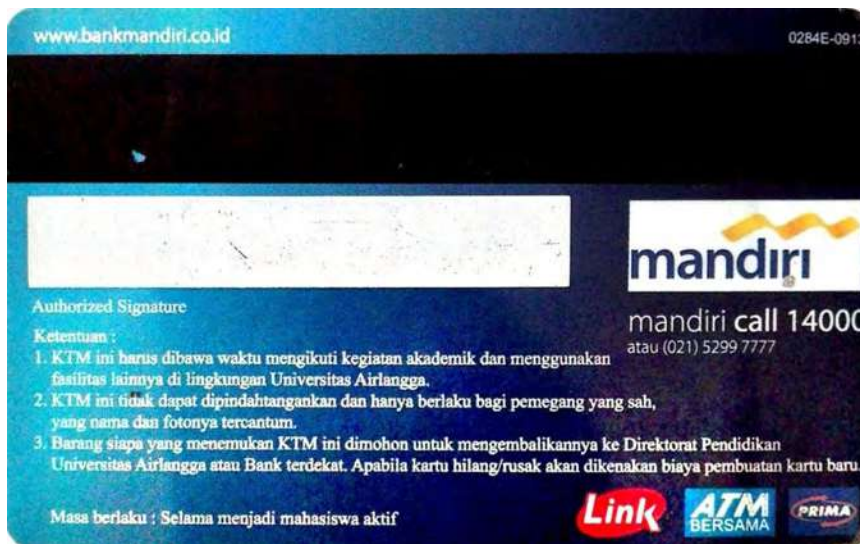 www.bankmandiri.co.id
0284E-0913
mandiri
Authorized Signature
mandiri call 14000
atau (021) 5299 7777
Ketentuan :
1. KTM ini harus dibawa waktu mengikuti kegiatan akademik dan menggunakan
fasilitas lainnya di lingkungan Universitas Airlangga.
2. KTM ini tidak dapat dipindahtangankan dan hanya berlaku bagi pemegang yang sah,
yang nama dan fotonya tercantum.
3. Barang siapa yang menemukan KTM ini dimohon untuk mengembalikannya ke Direktorat Pendidikan
Universitas Airlangga atau Bank terdekat. Apabila kartu hilang/rusak akan dikenakan biaya pembuatan kartu baru.
Masa berlaku : Selama menjadi mahasiswa aktif
Link
ATM
BERSAMA
PRIMA